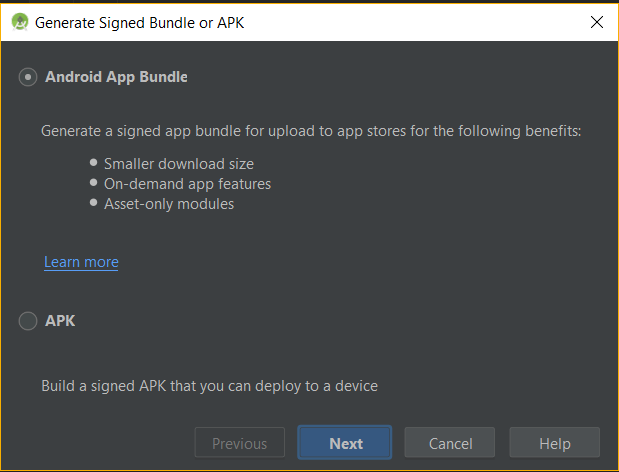 Generate Signed Bundle or APK
Android App Bundle
Generate a signed app bundle for upload to app stores for the following benefits:
Smaller download size
On-demand app features
Asset-only modules
Learn more
APK
Build a signed APK that you can deploy to a device
Previous Next Cancel Help